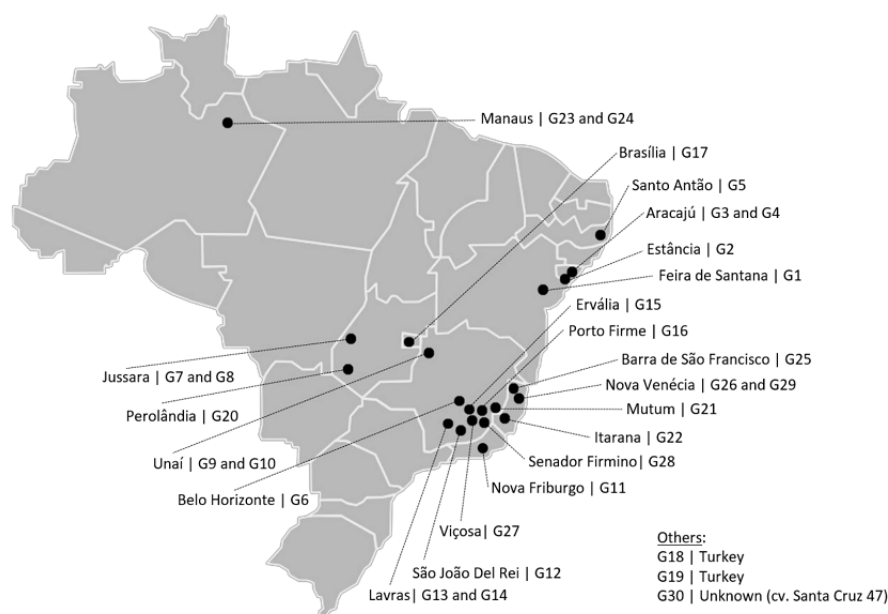 Manaus | G23 and G24
Brasília | G17
Santo Antão | G5
Aracajú | G3 and G4
Estância | G2
Feira de Santana | G1
Ervália | G15
Porto Firme | G16
Barra de São Francisco | G25
Jussara | G7 and G8
Nova Venécia | G26 and G29
Perolândia | G20
Mutum | G21
Itarana | G22
Unaí | G9 and G10
Senador Firmino| G28
Belo Horizonte | G6
Nova Friburgo | G11
Viçosa| G27
São João Del Rei | G12
Lavras| G13 and G14
Others:
G18 | Turkey
G19 | Turkey
G30 | Unknown (cv. Santa Cruz 47)